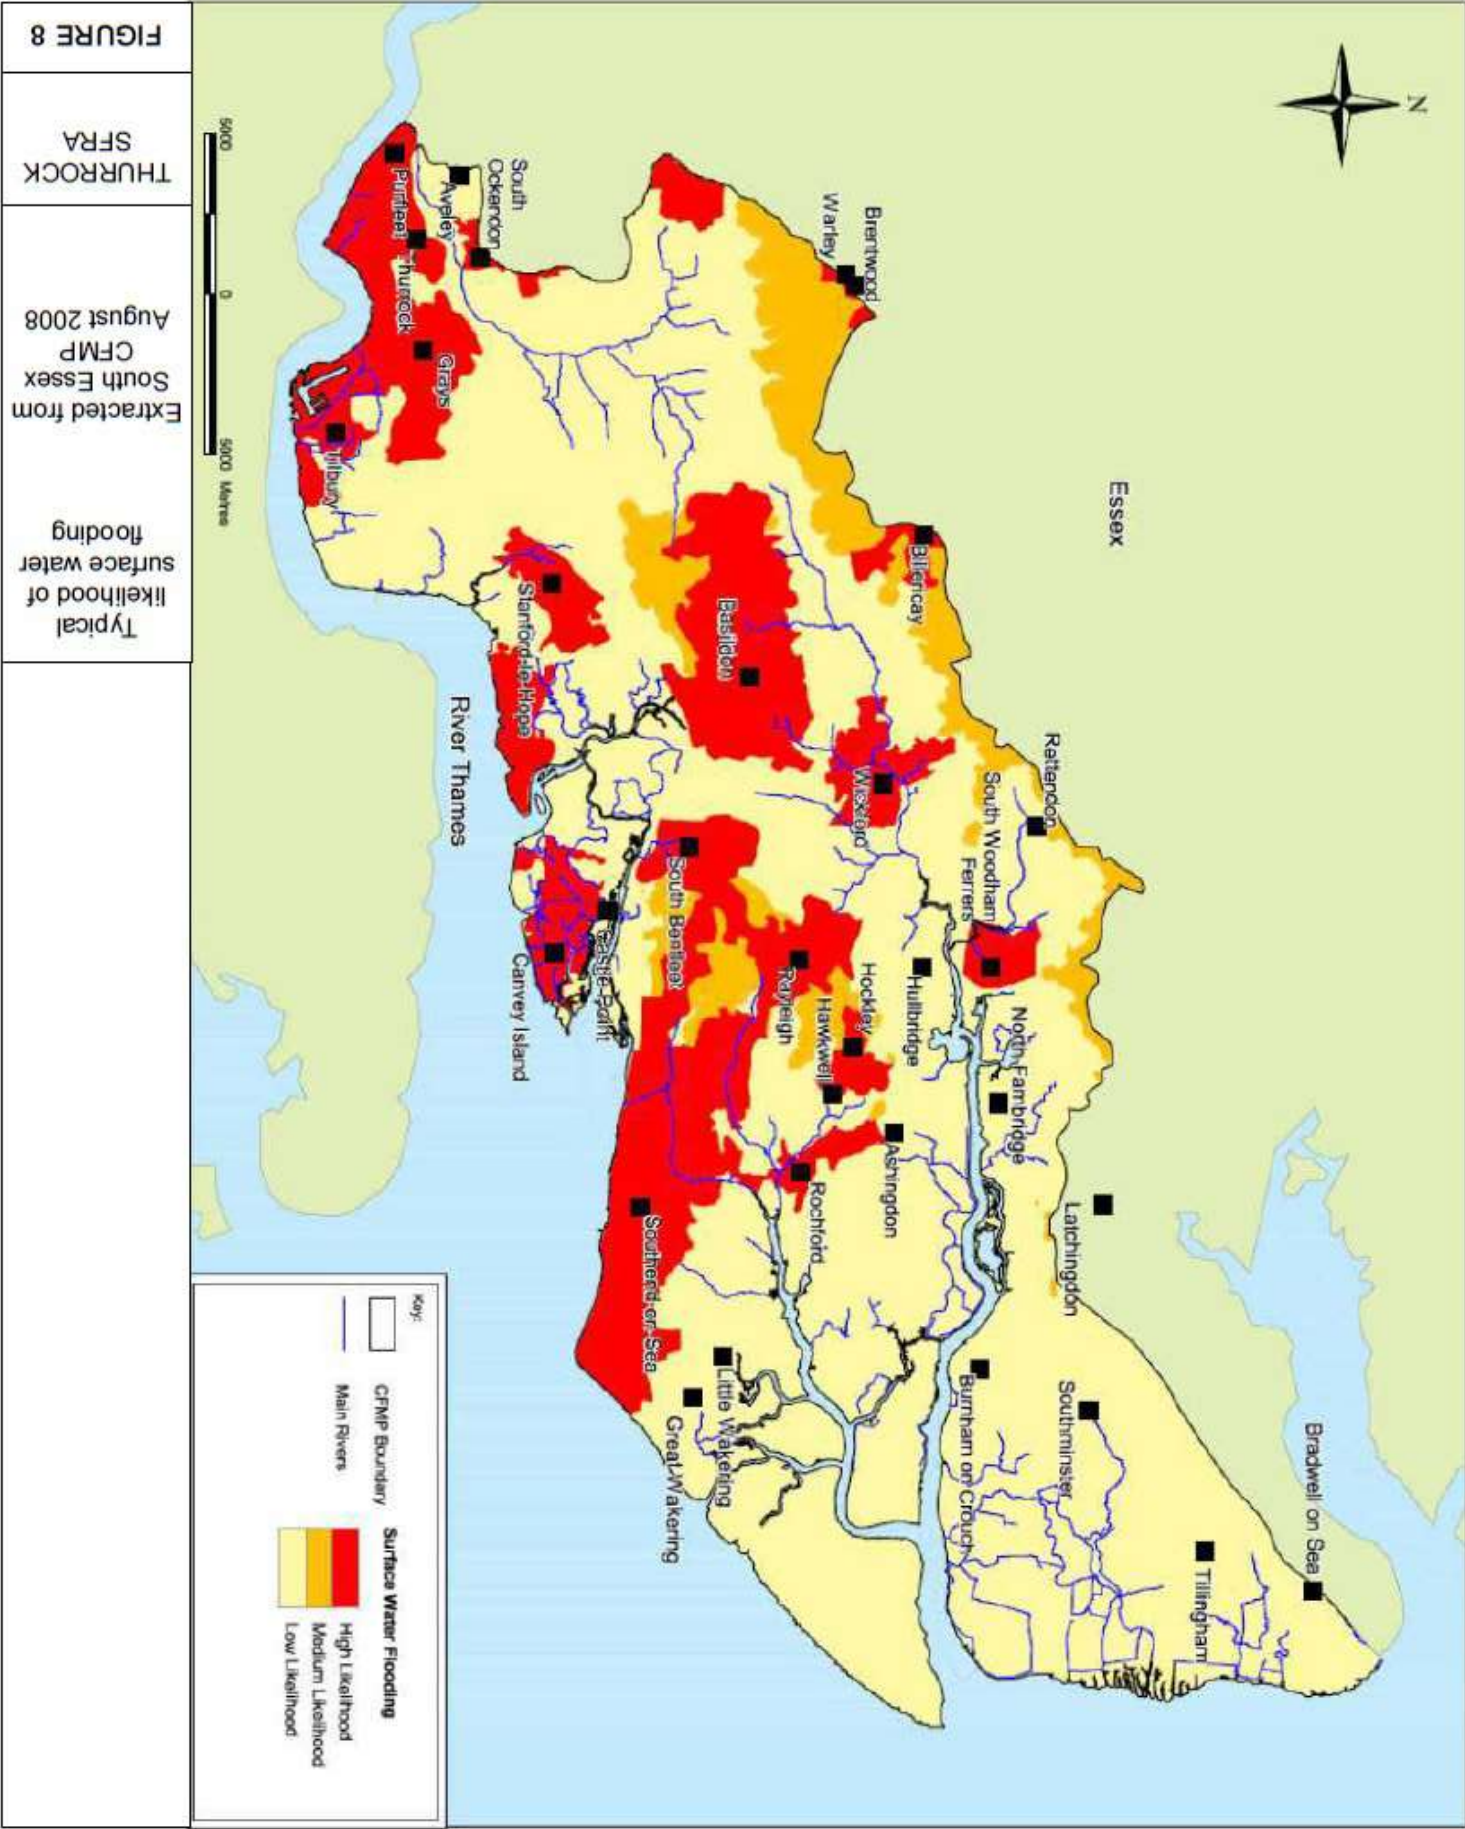 FIGURE 8
THURROCK
SFRA
Extracted from
South Essex
CFMP
August 2008
Typical
likelihood of
surface water
flooding
N
Essex
Bradwell on Sea
Tillingham
Southminster
Latchingdon
Burnham on Crouch
North Fambridge
Rettendon
South Woodham
Ferrers
Hullbridge
Ashingdon
Hockley
Hawkwell
Rayleigh
Rochford
Billericay
Wickford
Brentwood
Warley
Basildon
South Benfleet
Castle Point
Canvey Island
Southend on Sea
Little Wakering
Great Wakering
South
Ockendon
Aveley
Purfleet
Thurrock
Grays
Tilbury
Stanford-le-Hope
River Thames
5000 0 5000 Metres
Key:
CFMP Boundary
Main Rivers
Surface Water Flooding
High Likelihood
Medium Likelihood
Low Likelihood